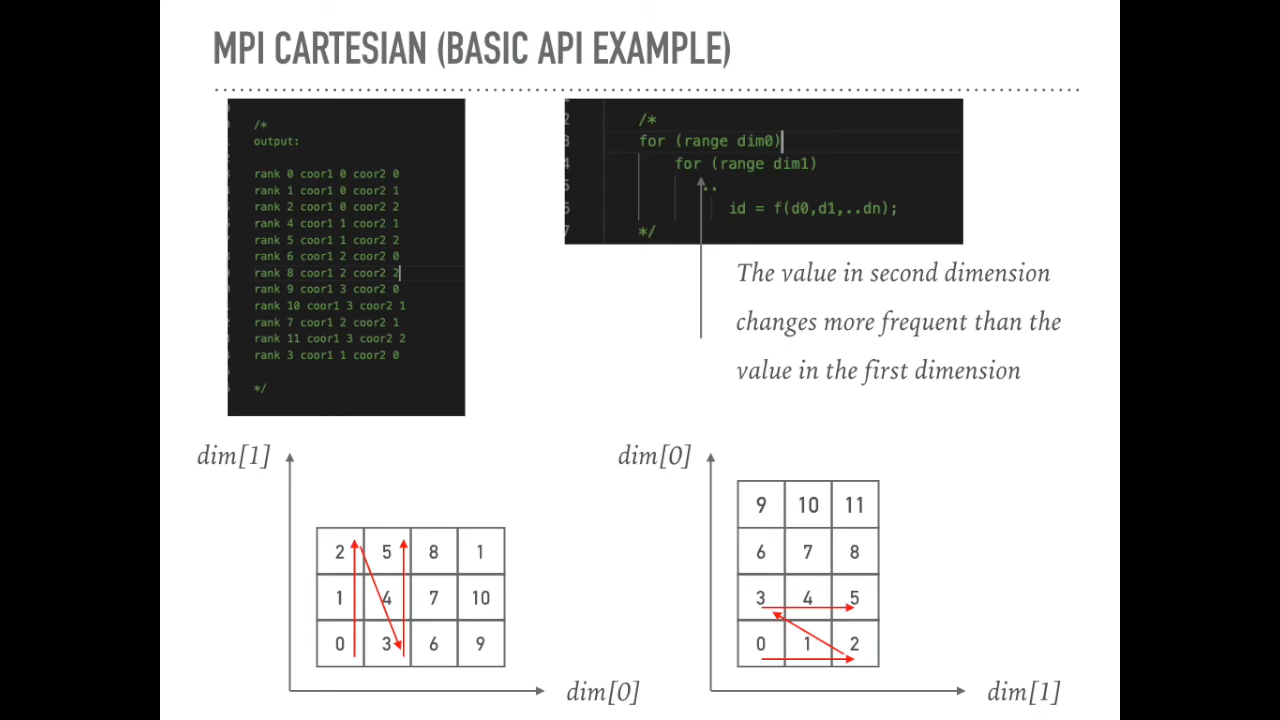 MPI CARTESIAN (BASIC API EXAMPLE)
/*
output:
rank 0 coor1 0 coor2 0
rank 1 coor1 0 coor2 1
rank 2 coor1 0 coor2 2
rank 4 coor1 1 coor2 1
rank 5 coor1 1 coor2 2
rank 6 coor1 2 coor2 0
rank 8 coor1 2 coor2 2
rank 9 coor1 3 coor2 0
rank 10 coor1 3 coor2 1
rank 7 coor1 2 coor2 1
rank 11 coor1 3 coor2 2
rank 3 coor1 1 coor2 0
*/
2 /*
3 for (range dim0)
4 for (range dim1)
5 ..
6 id = f(d0,d1,..dn);
7 */
The value in second dimension
changes more frequent than the
value in the first dimension
dim[1]
2 5 8 1
1 4 7 10
0 3 6 9
dim[0]
dim[0]
9 10 11
6 7 8
3 4 5
0 1 2
dim[1]